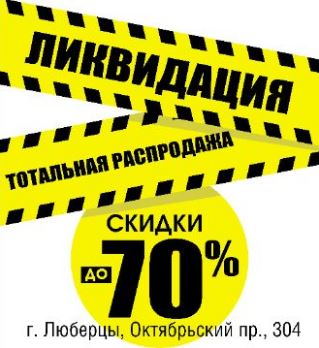 ЛИКВИДАЦИЯ
ТОТАЛЬНАЯ РАСПРОДАЖА
СКИДКИ
ДО 70%
г. Люберцы, Октябрьский пр., 304